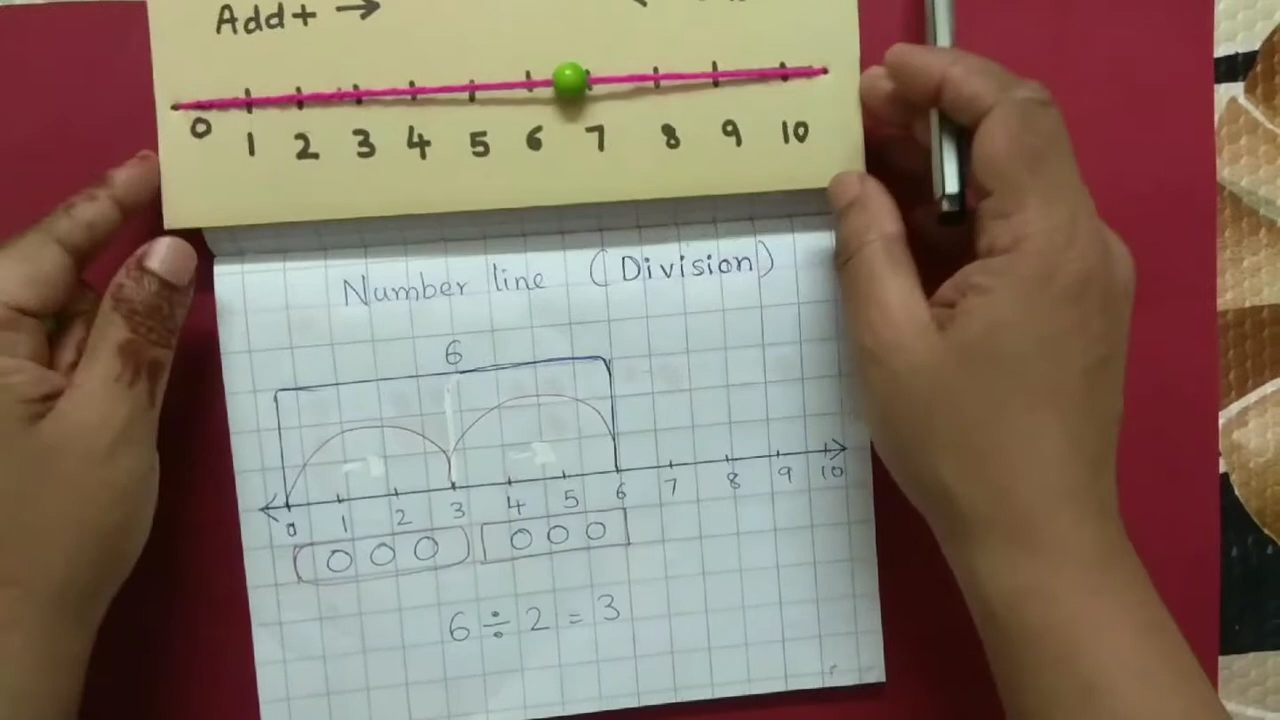 Add+ →
0 1 2 3 4 5 6 7 8 9 10
Number line (Division)
6
0 1 2 3 4 5 6 7 8 9 10
6 ÷ 2 = 3